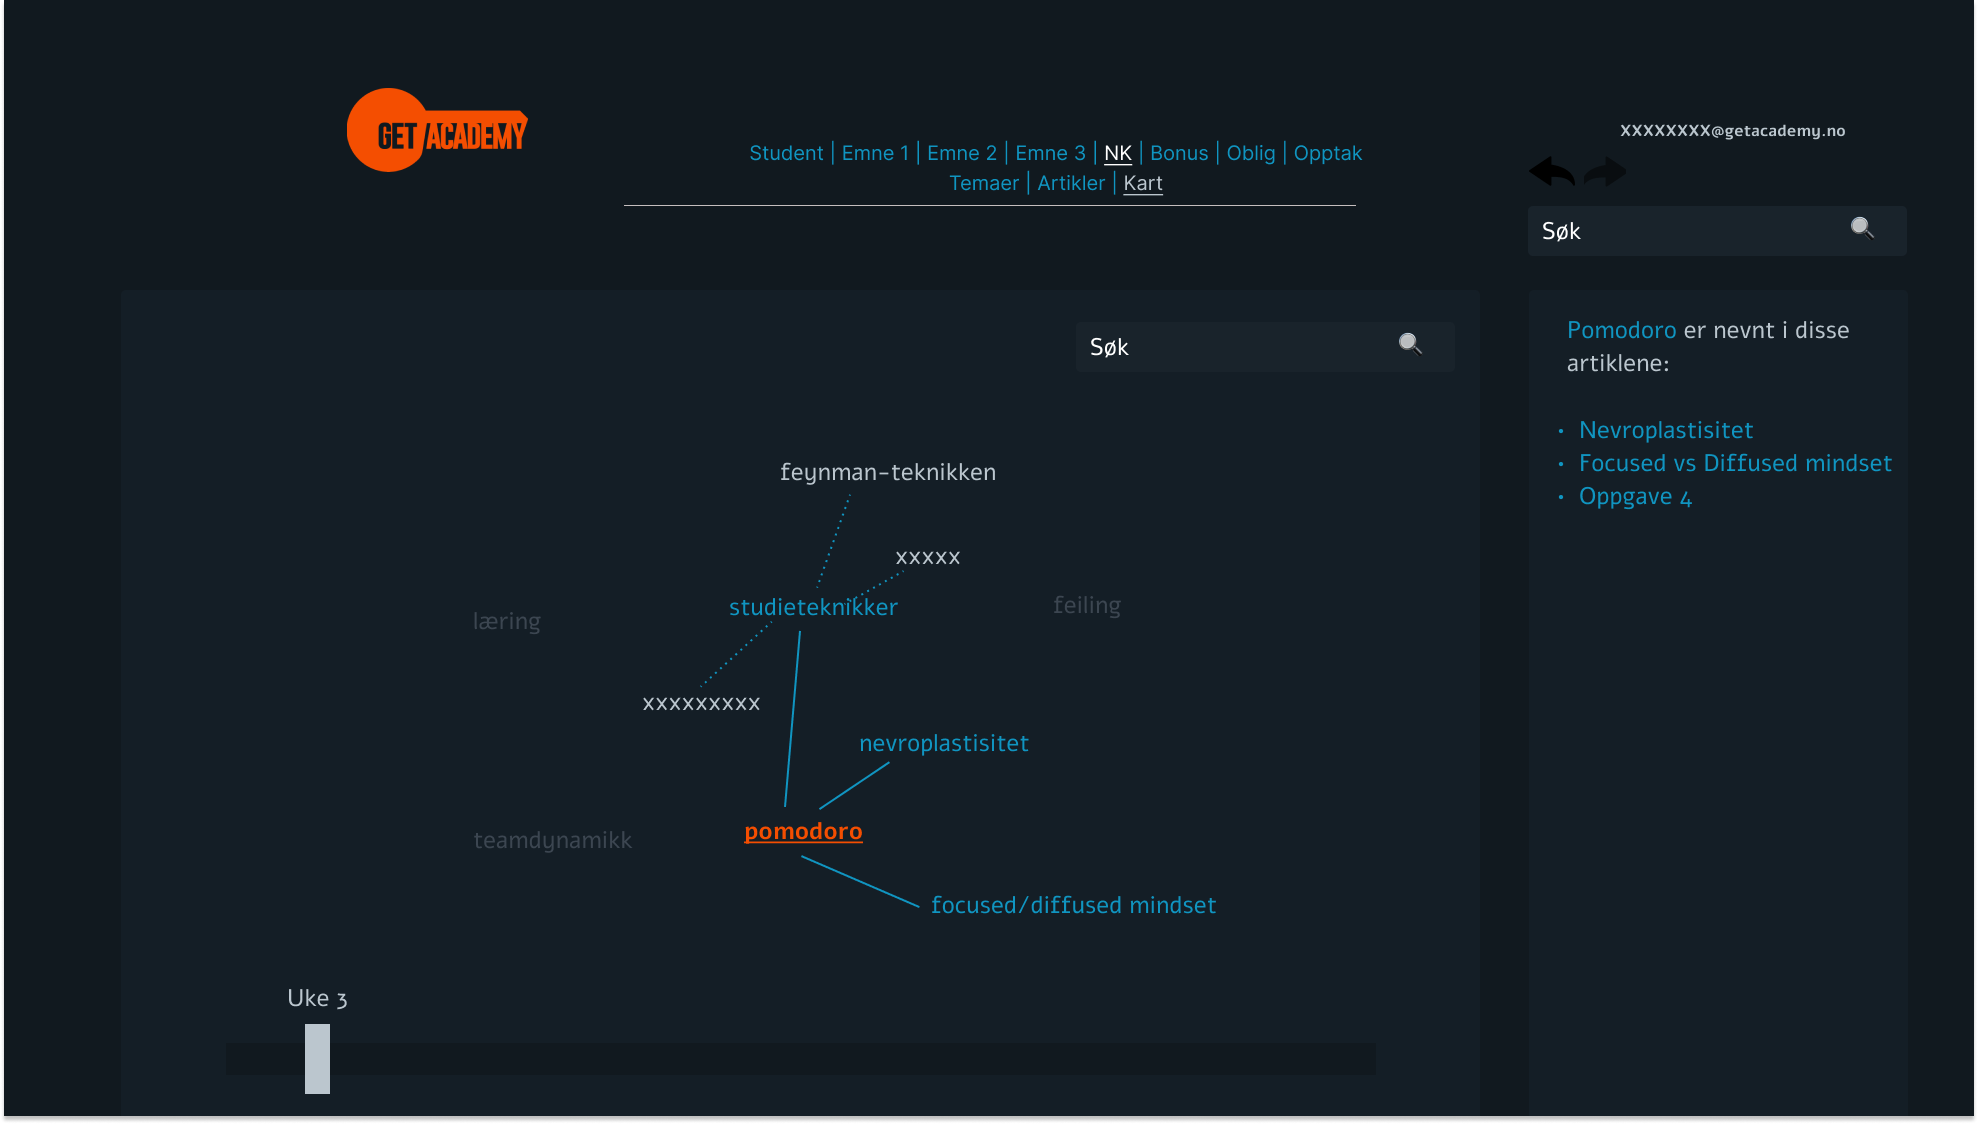 GET ACADEMY
XXXXXXXX@getacademy.no
Student | Emne 1 | Emne 2 | Emne 3 | NK | Bonus | Oblig | Opptak
Temaer | Artikler | Kart
Søk
Søk
feynman-teknikken
xxxxx
studieteknikker
læring
feiling
xxxxxxxxx
nevroplastisitet
pomodoro
teamdynamikk
focused/diffused mindset
Uke 3
Pomodoro er nevnt i disse
artiklene:
• Nevroplastisitet
• Focused vs Diffused mindset
• Oppgave 4